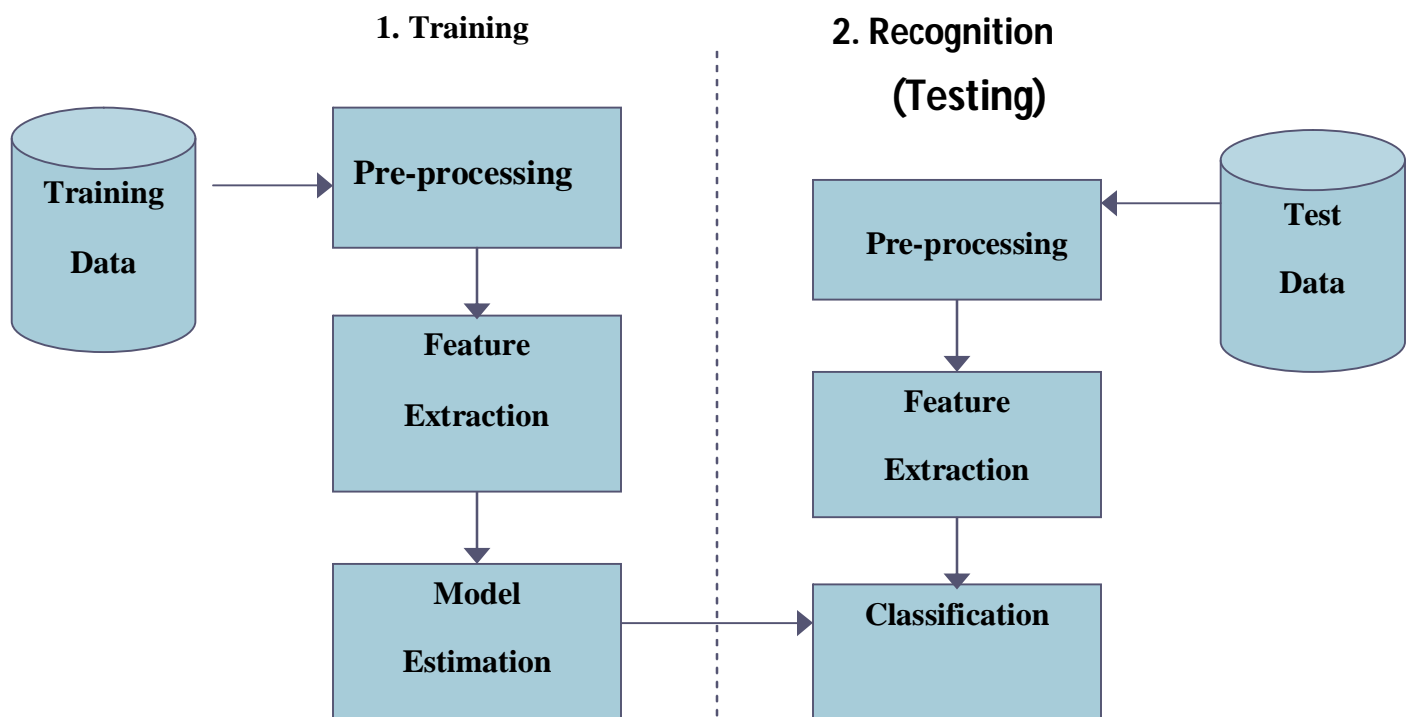 1. Training
Training
Data
Pre-processing
Feature
Extraction
Model
Estimation
2. Recognition
(Testing)
Test
Data
Pre-processing
Feature
Extraction
Classification